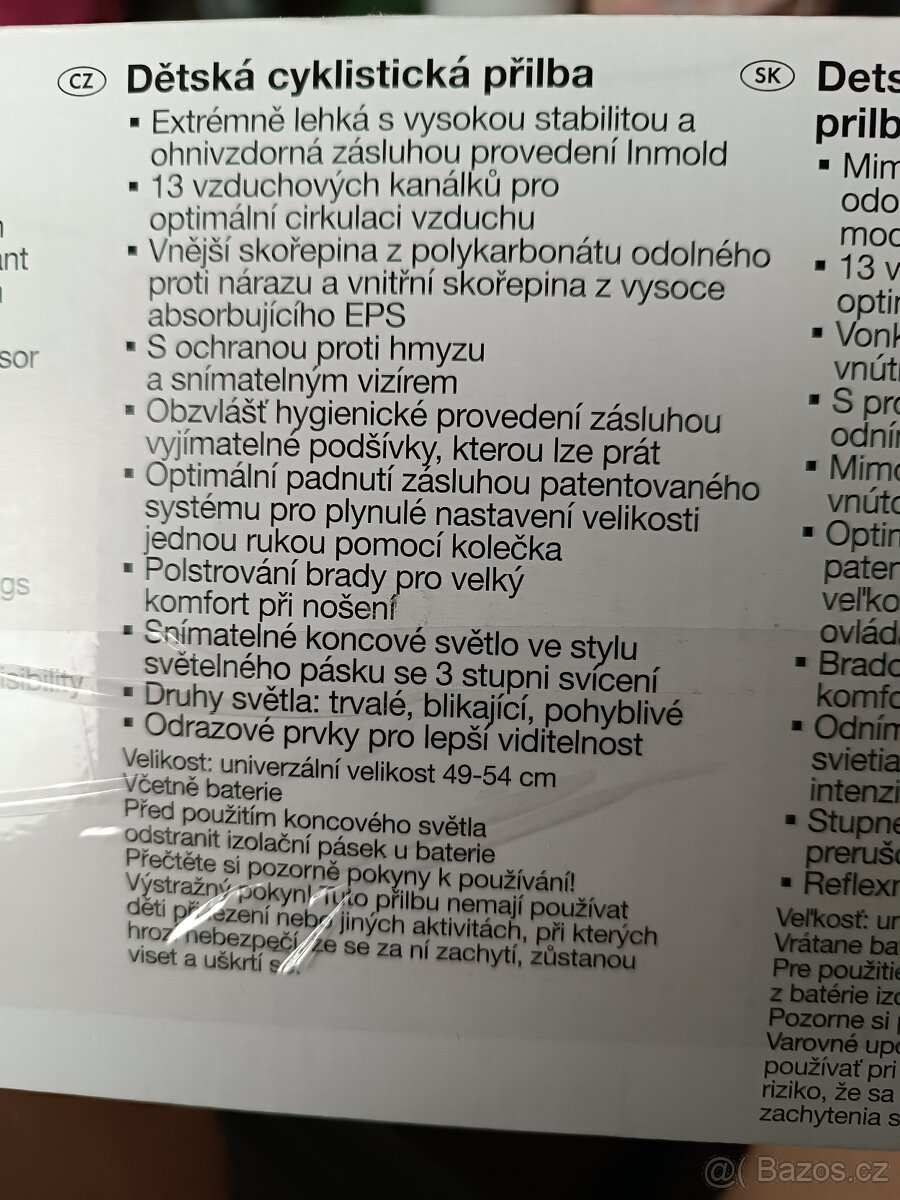 CZ Dětská cyklistická přilba
▪ Extrémně lehká s vysokou stabilitou a
ohnivzdorná zásluhou provedení Inmold
▪ 13 vzduchových kanálků pro
optimální cirkulaci vzduchu
▪ Vnější skořepina z polykarbonátu odolného
proti nárazu a vnitřní skořepina z vysoce
absorbujícího EPS
▪ S ochranou proti hmyzu
a snímatelným vizírem
▪ Obzvlášť hygienické provedení zásluhou
vyjímatelné podšívky, kterou lze prát
▪ Optimální padnutí zásluhou patentovaného
systému pro plynulé nastavení velikosti
jednou rukou pomocí kolečka
▪ Polstrování brady pro velký
komfort při nošení
▪ Snímatelné koncové světlo ve stylu
světelného pásku se 3 stupni svícení
▪ Druhy světla: trvalé, blikající, pohyblivé
▪ Odrazové prvky pro lepší viditelnost
Velikost: univerzální velikost 49-54 cm
Včetně baterie
Před použitím koncového světla
odstranit izolační pásek u baterie
Přečtěte si pozorně pokyny k používání!
Výstražný pokyn! Tuto přilbu nemají používat
děti při lezení nebo jiných aktivitách, při kterých
hrozí nebezpečí, že se za ní zachytí, zůstanou
viset a uškrtí se.
SK Dets
prilb
▪ Mim
odo
moc
▪ 13 v
optir
▪ Vonk
vnút
▪ S pro
odní
▪ Mimo
vnúto
▪ Optin
paten
veľko
ovláda
▪ Brado
komfo
▪ Odním
svietia
intenzi
▪ Stupne
preruš
▪ Reflexn
Veľkosť: un
Vrátane ba
Pre použitie
z batérie izo
Pozorne si p
Varovné upo
používať pri
riziko, že sa
zachytenia s
ant
sor
gs
isibility
@( Bazos.cz